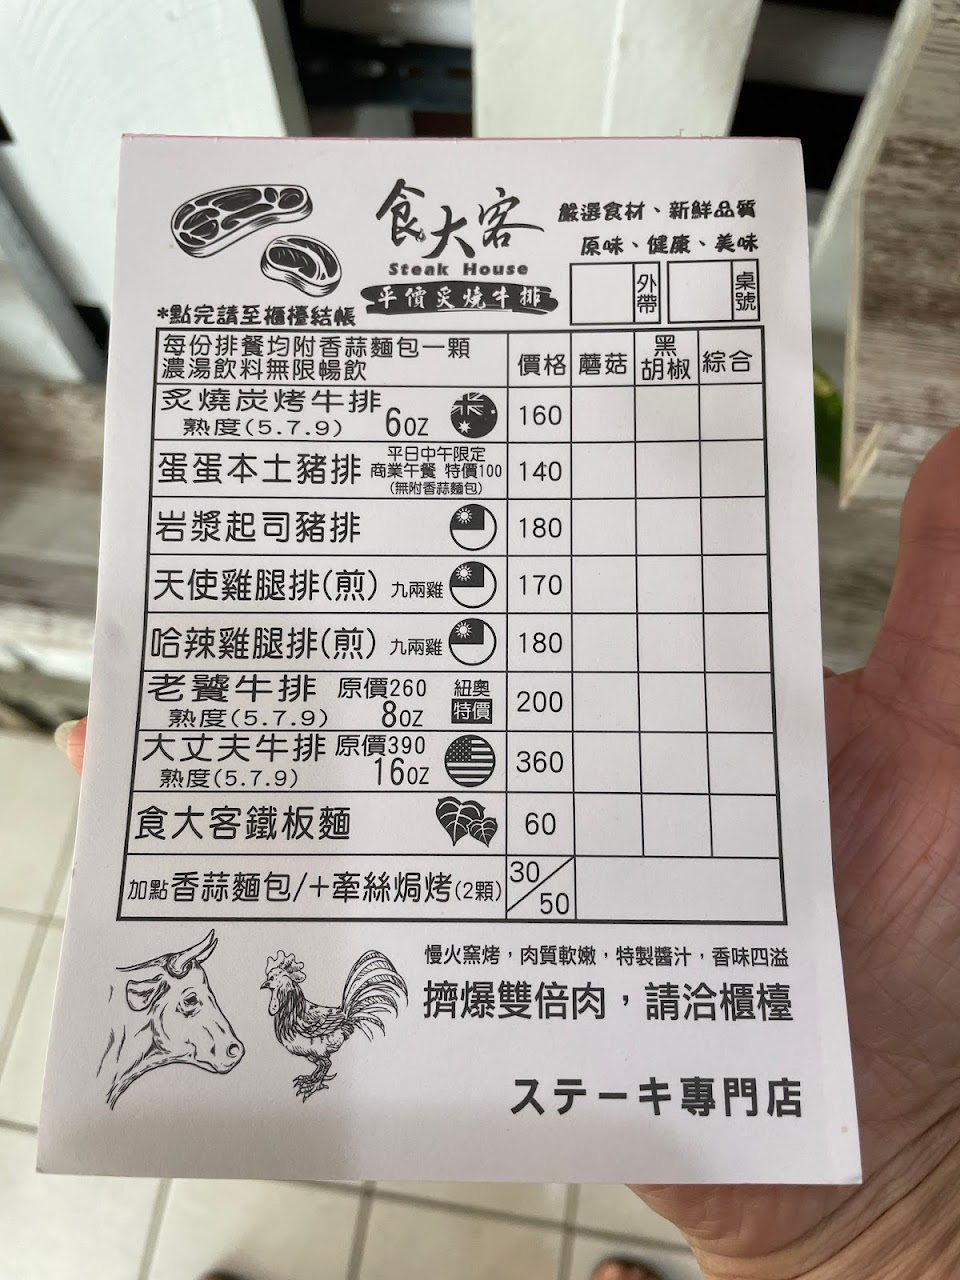 食大客
Steak House
平價炙燒牛排
嚴選食材、新鮮品質
原味、健康、美味
外帶
桌號
*點完請至櫃檯結帳
每份排餐均附香蒜麵包一顆
濃湯飲料無限暢飲
價格 蘑菇 黑胡椒 綜合
炙燒炭烤牛排 6oz 160
熟度(5.7.9)
蛋蛋本土豬排 140
平日中午限定
商業午餐 特價100
(無附香蒜麵包)
岩漿起司豬排 180
天使雞腿排(煎) 九兩雞 170
哈辣雞腿排(煎) 九兩雞 180
老饕牛排 原價260 紐奧 200
熟度(5.7.9) 8oz 特價
大丈夫牛排 原價390 360
熟度(5.7.9) 16oz
食大客鐵板麵 60
加點香蒜麵包/+牽絲焗烤(2顆) 30/50
慢火窯烤，肉質軟嫩，特製醬汁，香味四溢
擠爆雙倍肉，請洽櫃檯
ステーキ專門店